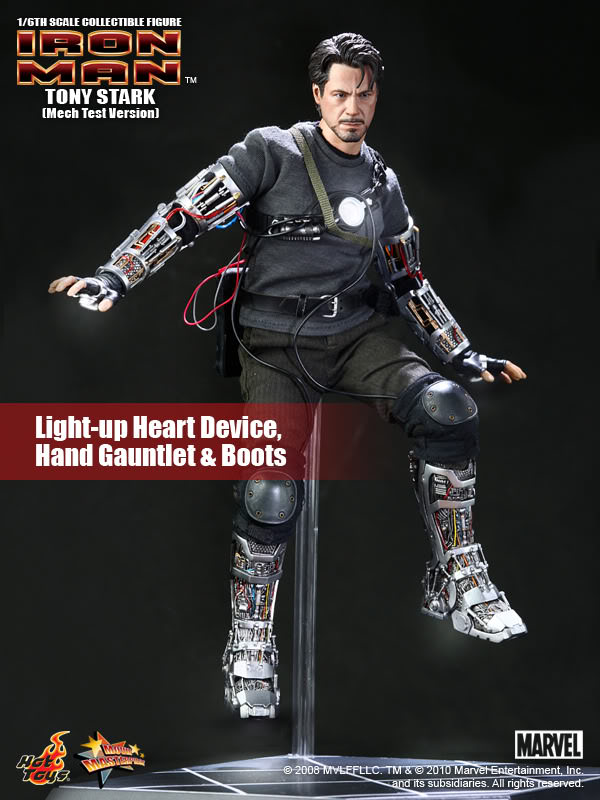 1/6TH SCALE COLLECTIBLE FIGURE
IRON
MAN TM
TONY STARK
(Mech Test Version)
Light-up Heart Device,
Hand Gauntlet & Boots
Hot
Toys
MOVIE
MASTERPIECE
MARVEL
© 2008 MVLFFLLC. TM & © 2010 Marvel Entertainment, Inc.
and its subsidiaries. All rights reserved.